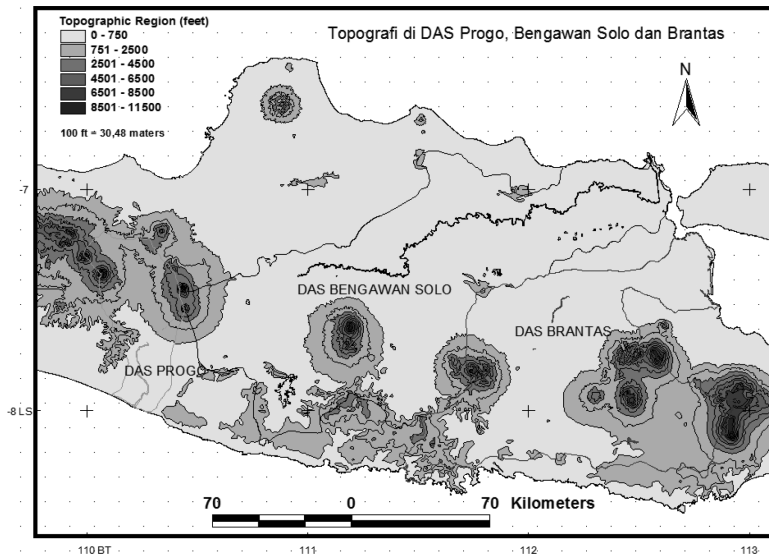 Topographic Region (feet)
0 - 750
751 - 2500
2501 - 4500
4501 - 6500
6501 - 8500
8501 - 11500
100 ft = 30,48 maters
Topografi di DAS Progo, Bengawan Solo dan Brantas
N
-7
DAS BENGAWAN SOLO
DAS BRANTAS
DAS PROGO
-8 LS
70 0 70 Kilometers
110 BT 111 112 113